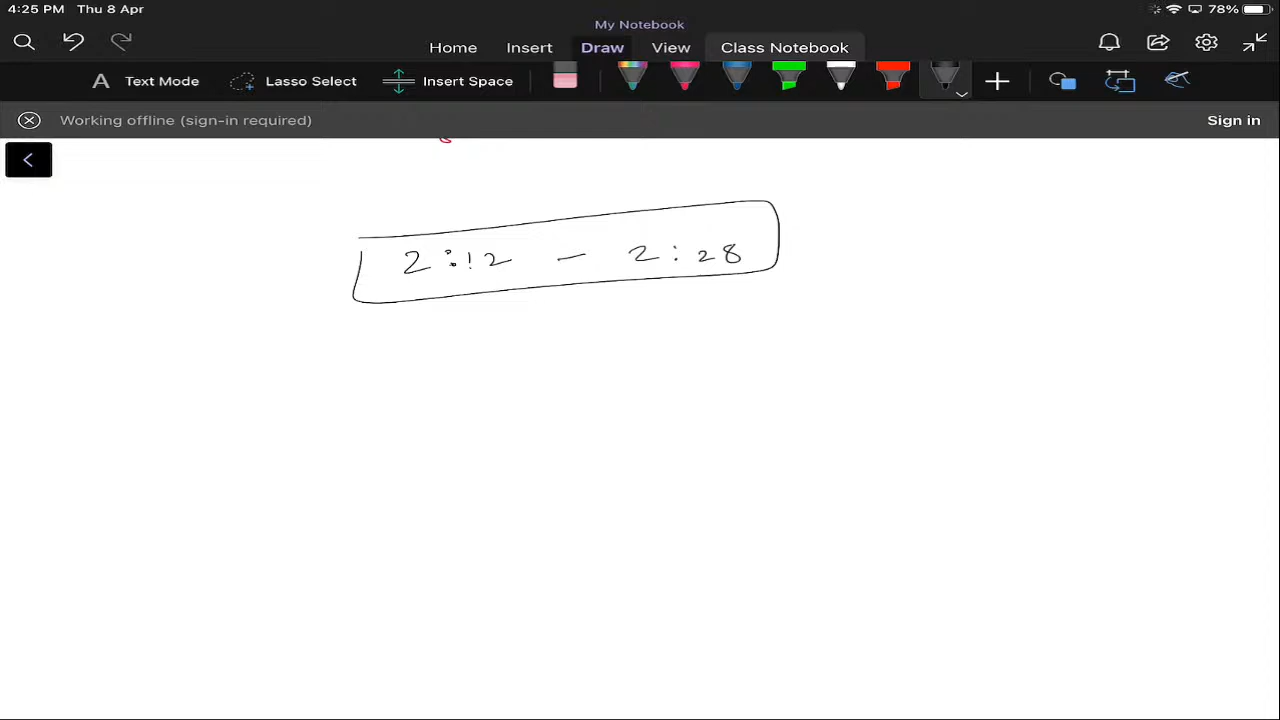 4:25 PM Thu 8 Apr 78%
My Notebook
Home Insert Draw View Class Notebook
A Text Mode Lasso Select Insert Space
Working offline (sign-in required) Sign in
2:12 - 2:28